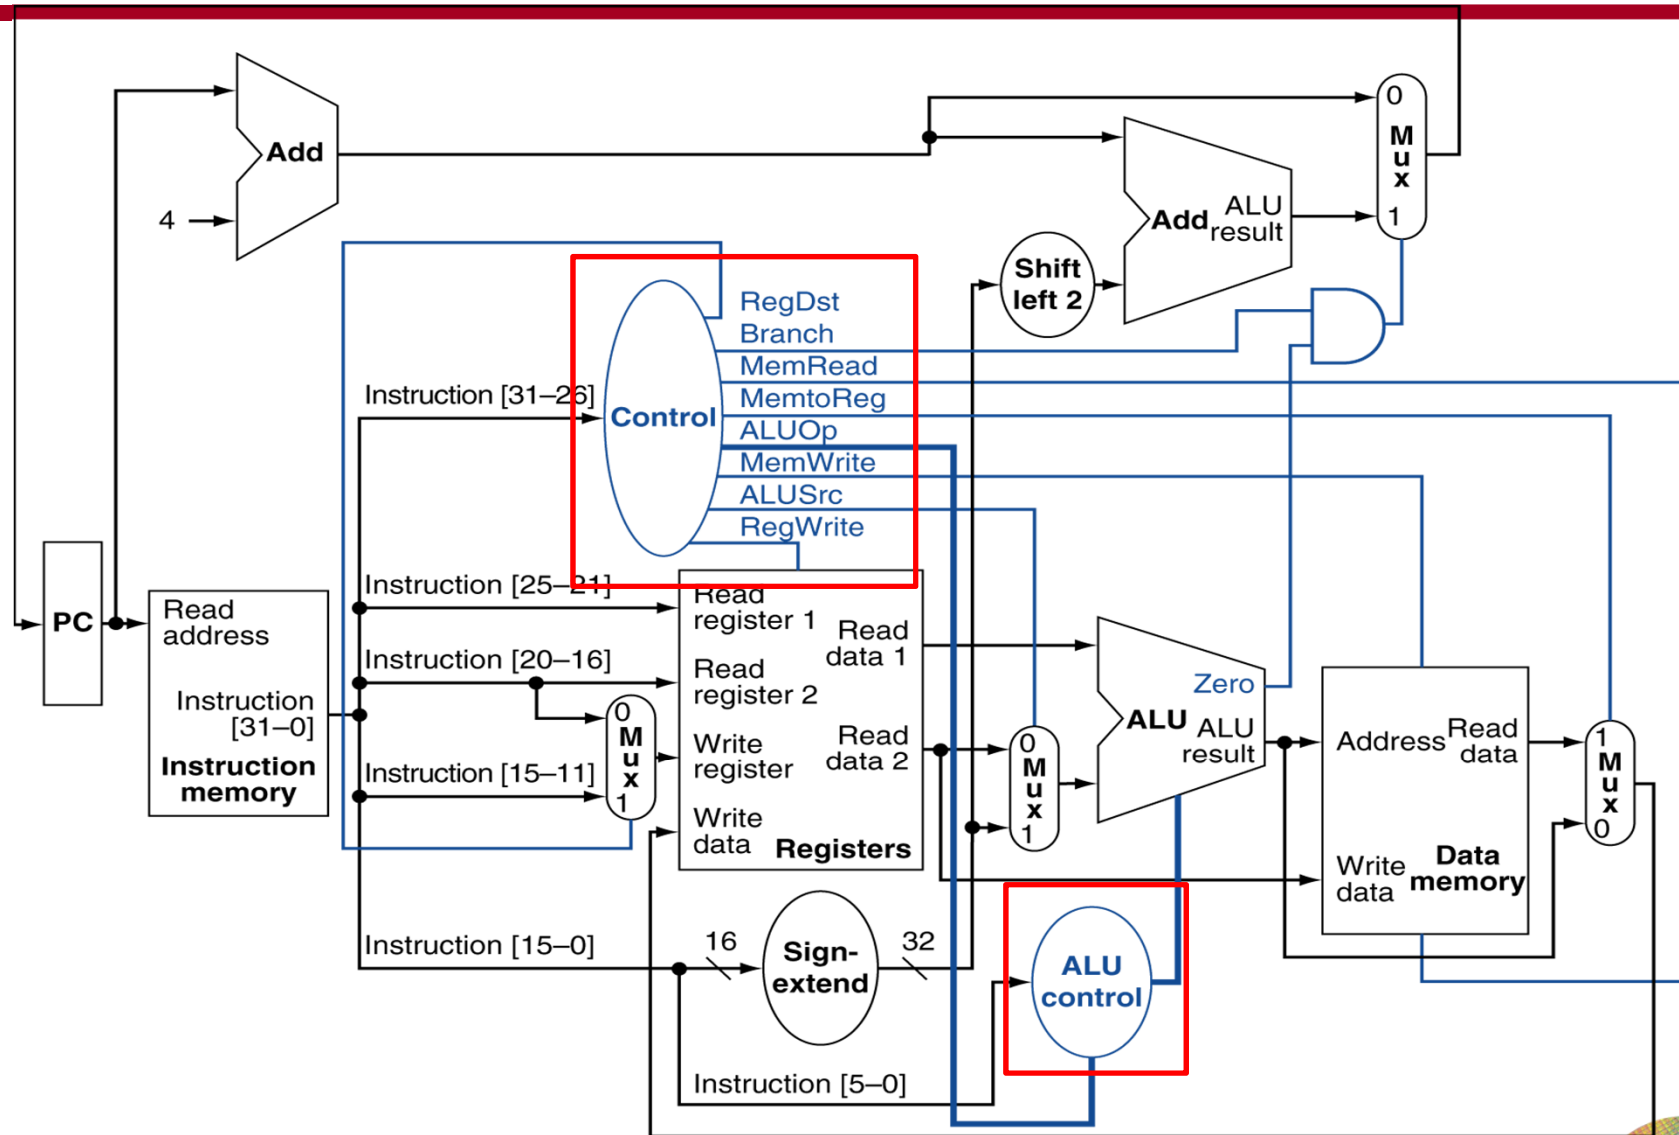 0
M
u
x
1
Add
4
Add
ALU
result
Shift
left 2
RegDst
Branch
MemRead
MemtoReg
ALUOp
MemWrite
ALUSrc
RegWrite
Control
Instruction [31–26]
Instruction [25–21]
Instruction [20–16]
Instruction [15–11]
Instruction [15–0]
Instruction [5–0]
PC
Read
address
Instruction
[31–0]
Instruction
memory
0
M
u
x
1
Read
register 1
Read
register 2
Write
register
Write
data
Read
data 1
Read
data 2
Registers
0
M
u
x
1
Zero
ALU
ALU
result
Address
Read
data
Write
data
Data
memory
1
M
u
x
0
16
Sign-
extend
32
ALU
control